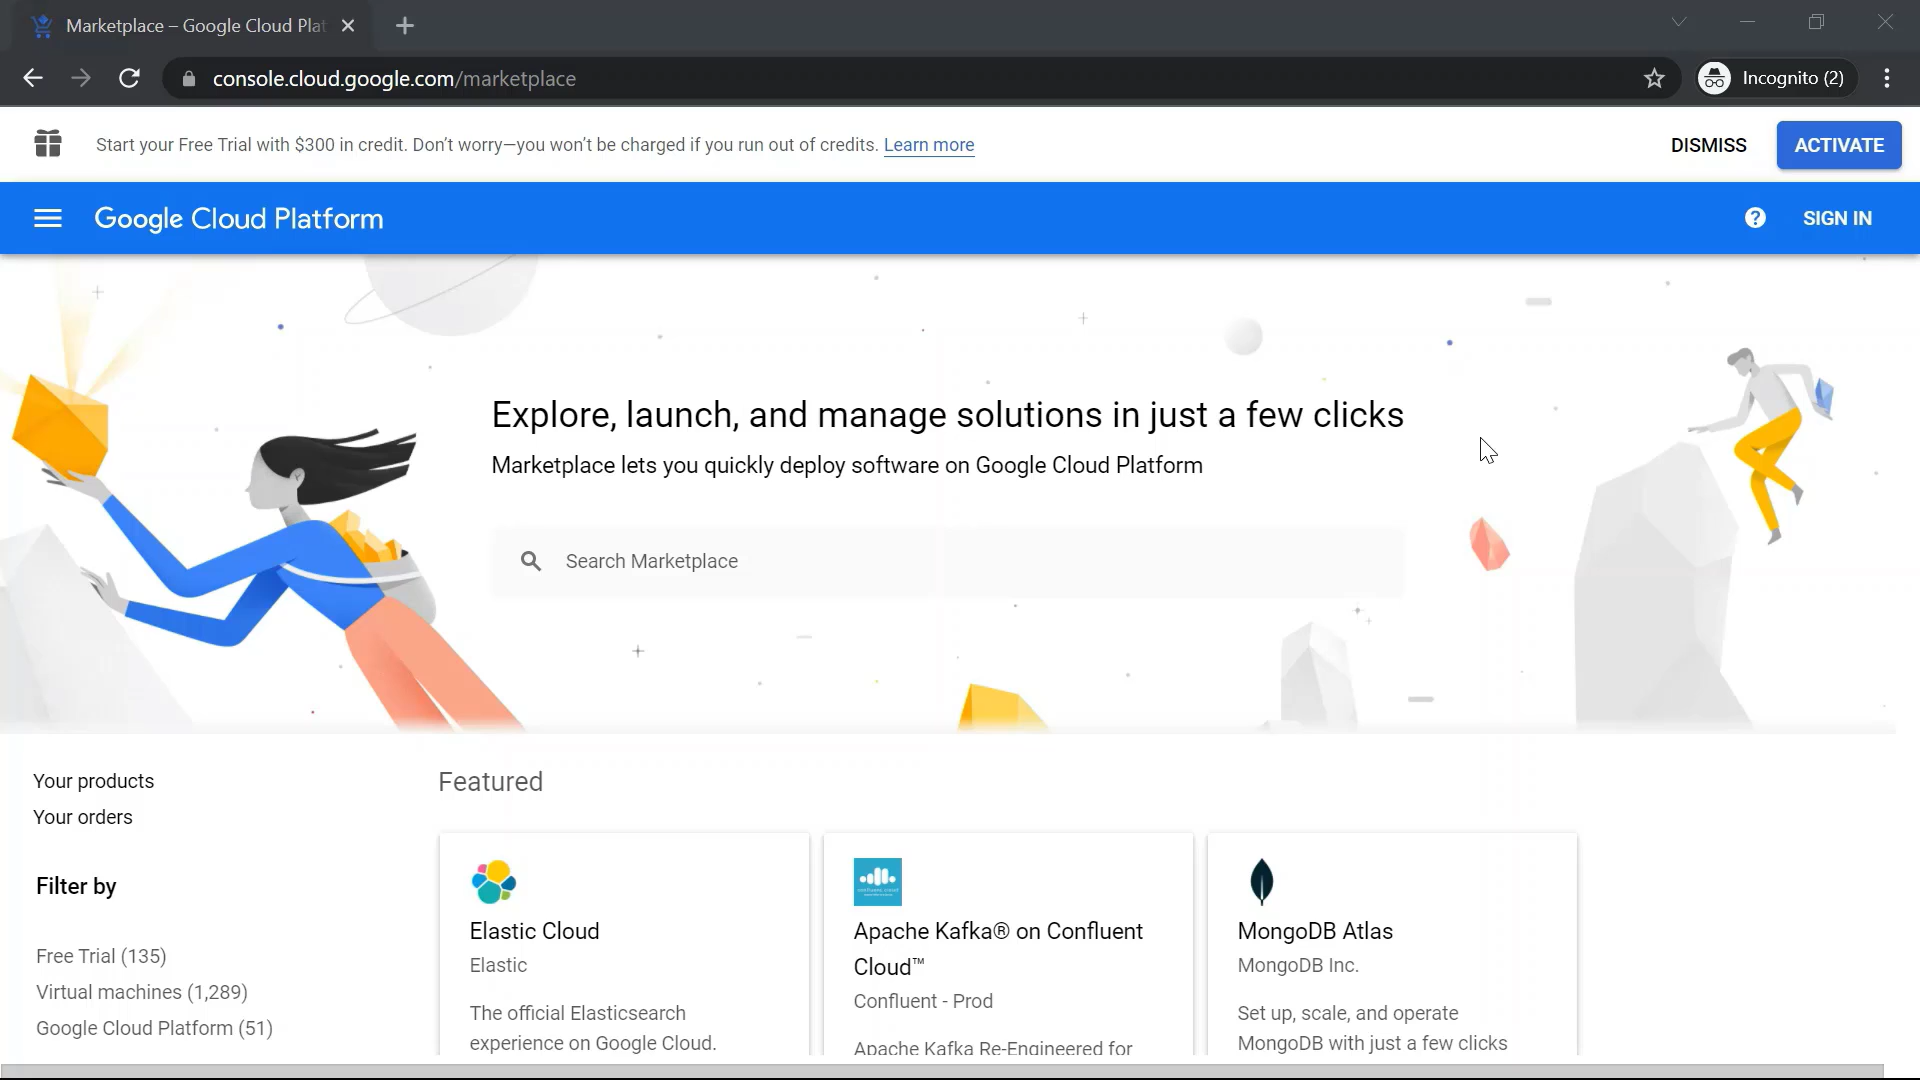 Marketplace – Google Cloud Plat
console.cloud.google.com/marketplace
Incognito (2)
Start your Free Trial with $300 in credit. Don’t worry—you won’t be charged if you run out of credits. Learn more
DISMISS
ACTIVATE
Google Cloud Platform
SIGN IN
Explore, launch, and manage solutions in just a few clicks
Marketplace lets you quickly deploy software on Google Cloud Platform
Search Marketplace
Your products
Your orders
Filter by
Free Trial (135)
Virtual machines (1,289)
Google Cloud Platform (51)
Featured
Elastic Cloud
Elastic
The official Elasticsearch
experience on Google Cloud.
Apache Kafka® on Confluent
Cloud™
Confluent - Prod
Apache Kafka Re-Engineered for
MongoDB Atlas
MongoDB Inc.
Set up, scale, and operate
MongoDB with just a few clicks